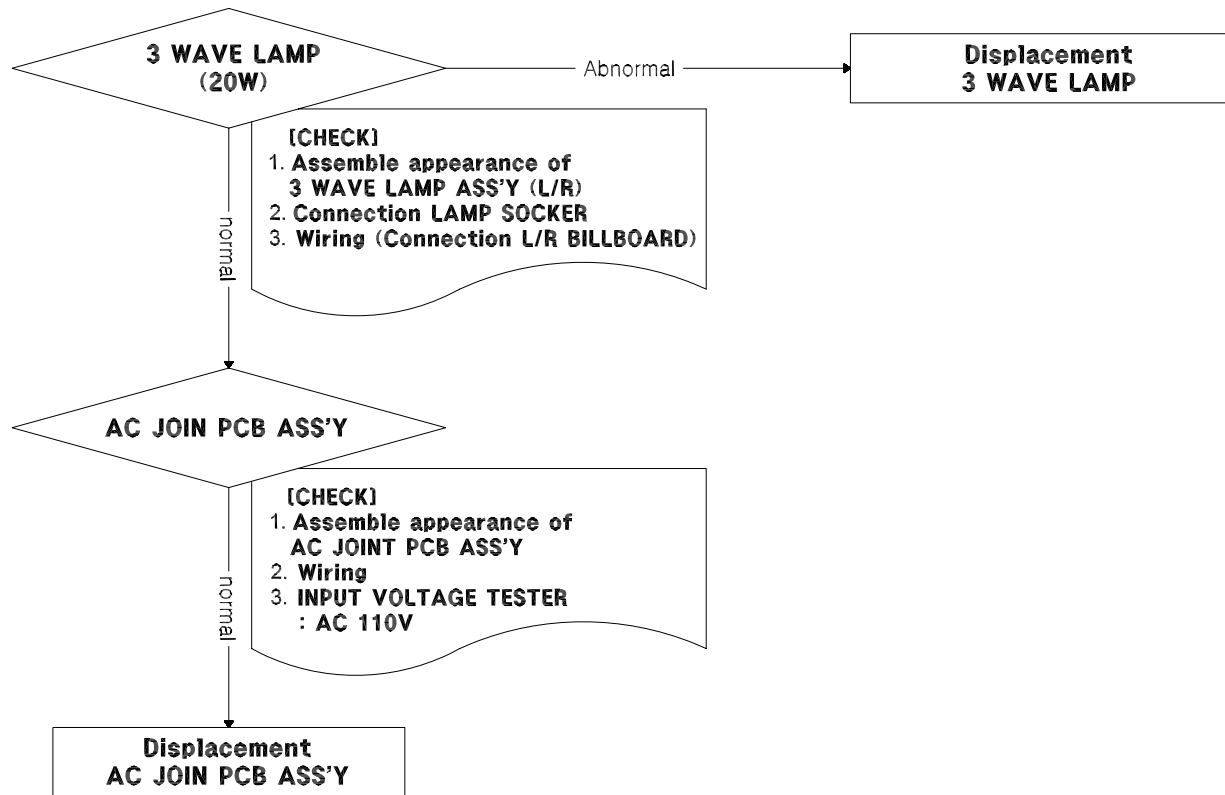 3 WAVE LAMP
(20W)
Abnormal
Displacement
3 WAVE LAMP
[CHECK]
1. Assemble appearance of
3 WAVE LAMP ASS'Y (L/R)
2. Connection LAMP SOCKER
3. Wiring (Connection L/R BILLBOARD)
normal
AC JOIN PCB ASS'Y
[CHECK]
1. Assemble appearance of
AC JOINT PCB ASS'Y
2. Wiring
3. INPUT VOLTAGE TESTER
: AC 110V
normal
Displacement
AC JOIN PCB ASS'Y